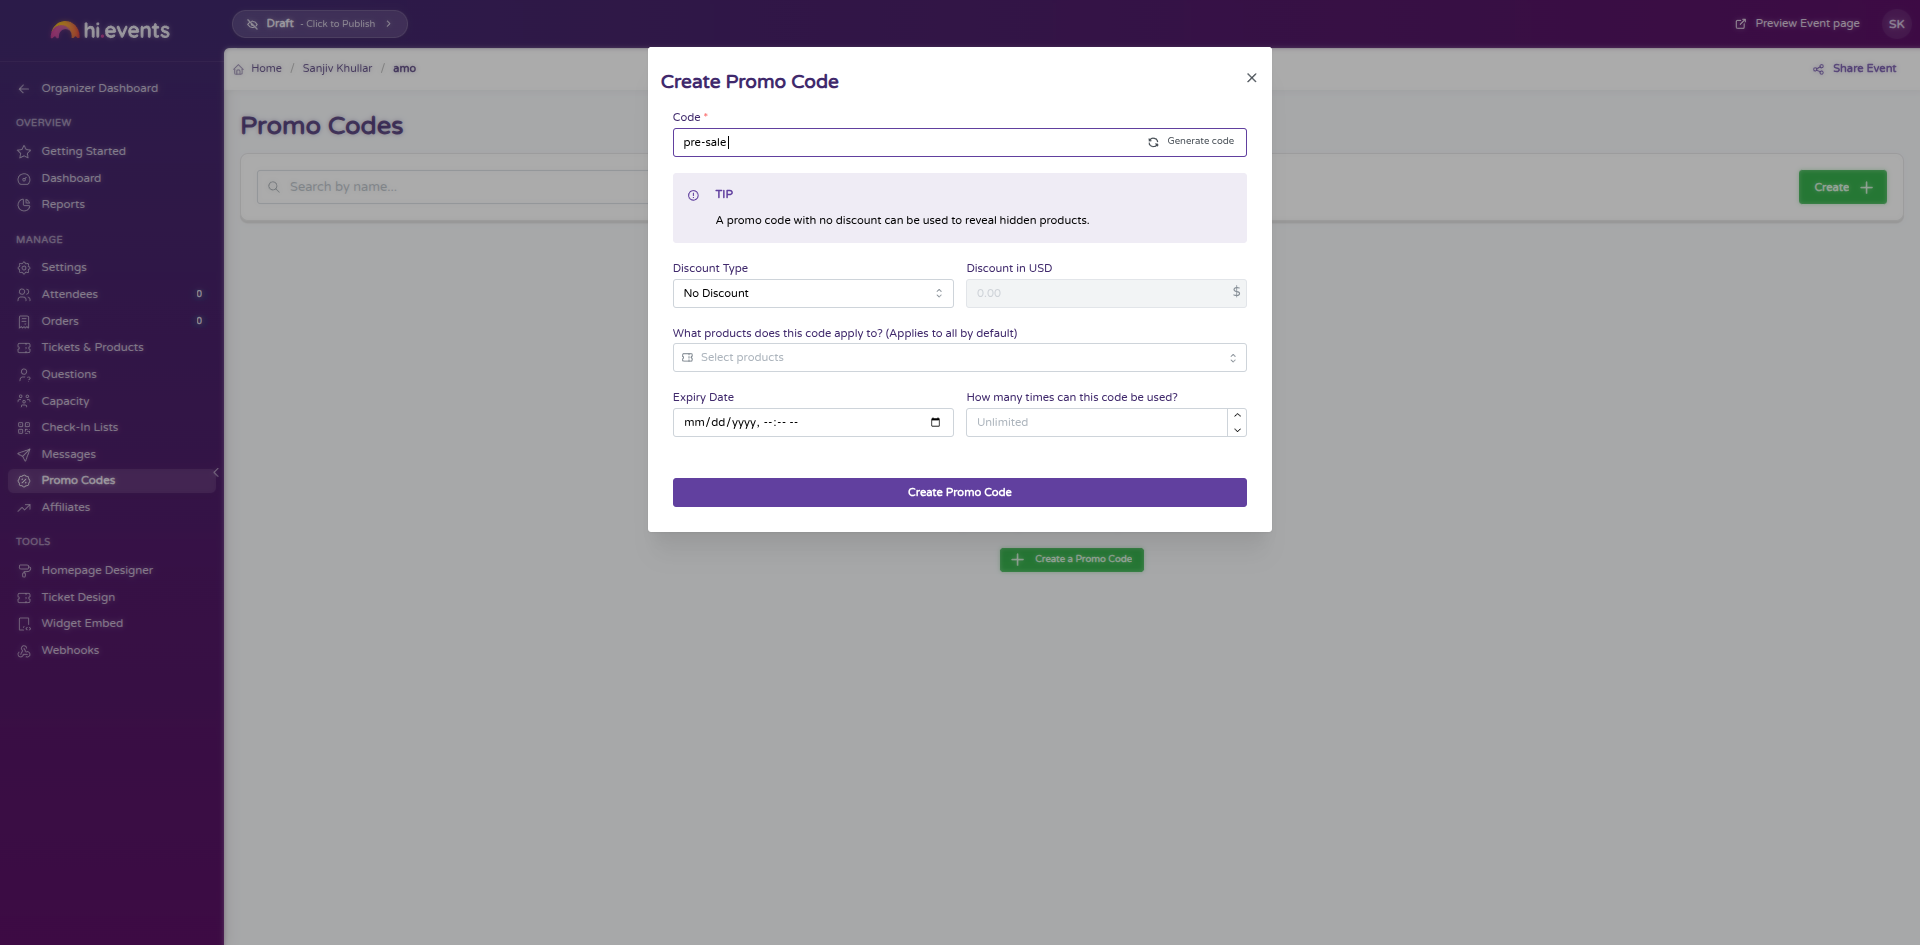 hi.events
Draft - Click to Publish
Preview Event page
SK
Home / Sanjiv Khullar / amo
Share Event
Organizer Dashboard
OVERVIEW
Getting Started
Dashboard
Reports
MANAGE
Settings
Attendees 0
Orders 0
Tickets & Products
Questions
Capacity
Check-In Lists
Messages
Promo Codes
Affiliates
TOOLS
Homepage Designer
Ticket Design
Widget Embed
Webhooks
Promo Codes
Search by name...
Create
Create Promo Code
Code *
pre-sale
Generate code
TIP
A promo code with no discount can be used to reveal hidden products.
Discount Type
Discount in USD
No Discount
0.00 $
What products does this code apply to? (Applies to all by default)
Select products
Expiry Date
How many times can this code be used?
mm/dd/yyyy, --:-- --
Unlimited
Create Promo Code
Create a Promo Code